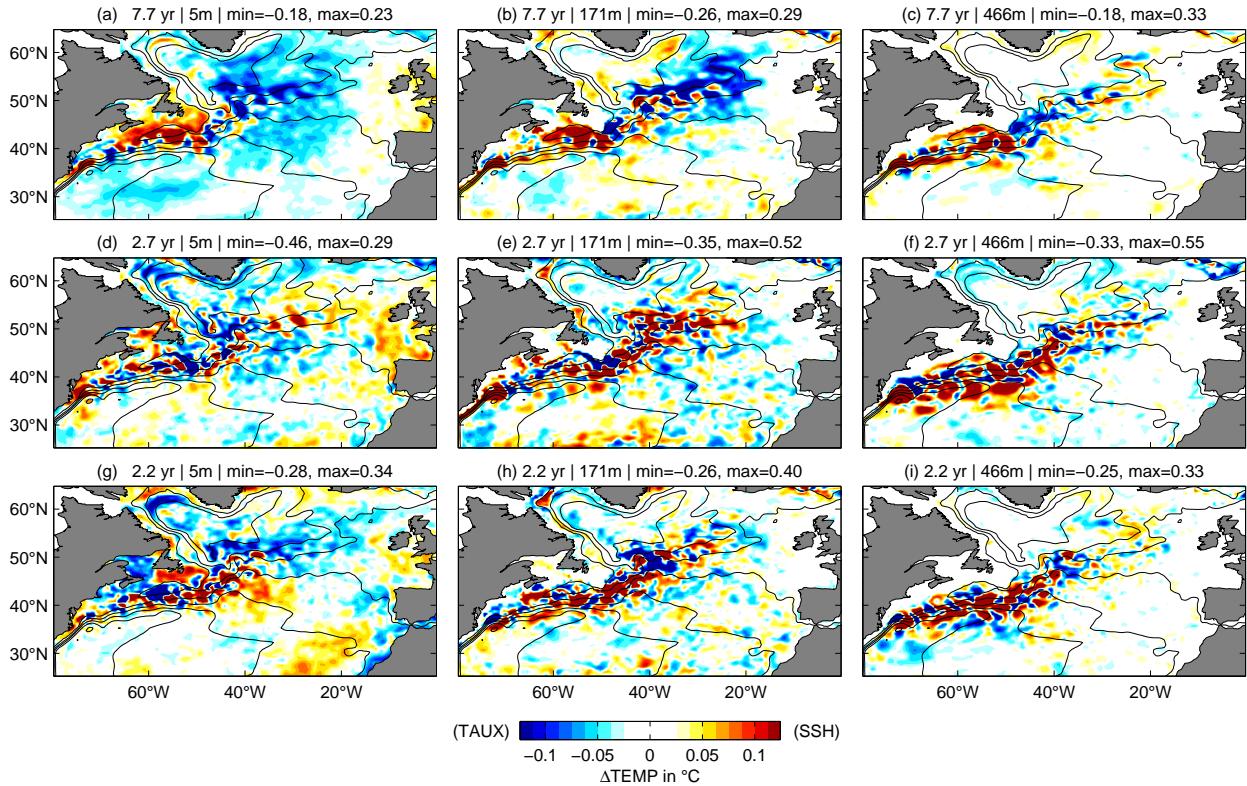 (a) 7.7 yr | 5m | min=−0.18, max=0.23
(b) 7.7 yr | 171m | min=−0.26, max=0.29
(c) 7.7 yr | 466m | min=−0.18, max=0.33
60°N
50°N
40°N
30°N
(d) 2.7 yr | 5m | min=−0.46, max=0.29
(e) 2.7 yr | 171m | min=−0.35, max=0.52
(f) 2.7 yr | 466m | min=−0.33, max=0.55
60°N
50°N
40°N
30°N
(g) 2.2 yr | 5m | min=−0.28, max=0.34
(h) 2.2 yr | 171m | min=−0.26, max=0.40
(i) 2.2 yr | 466m | min=−0.25, max=0.33
60°N
50°N
40°N
30°N
60°W 40°W 20°W 60°W 40°W 20°W 60°W 40°W 20°W
(TAUX) (SSH)
−0.1 −0.05 0 0.05 0.1
ΔTEMP in °C